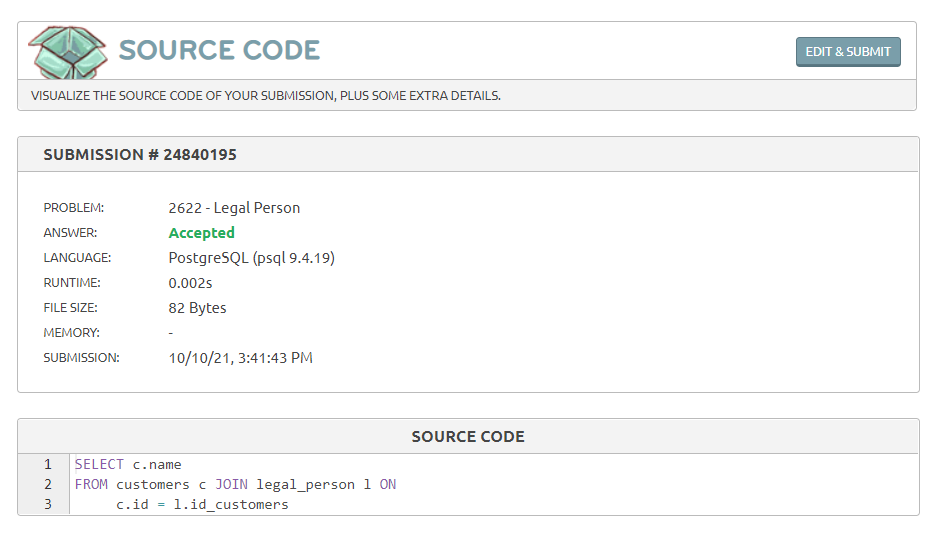 SOURCE CODE
EDIT & SUBMIT
VISUALIZE THE SOURCE CODE OF YOUR SUBMISSION, PLUS SOME EXTRA DETAILS.
SUBMISSION # 24840195
PROBLEM: 2622 - Legal Person
ANSWER: Accepted
LANGUAGE: PostgreSQL (psql 9.4.19)
RUNTIME: 0.002s
FILE SIZE: 82 Bytes
MEMORY: -
SUBMISSION: 10/10/21, 3:41:43 PM
SOURCE CODE
1 SELECT c.name
2 FROM customers c JOIN legal_person l ON
3 c.id = l.id_customers